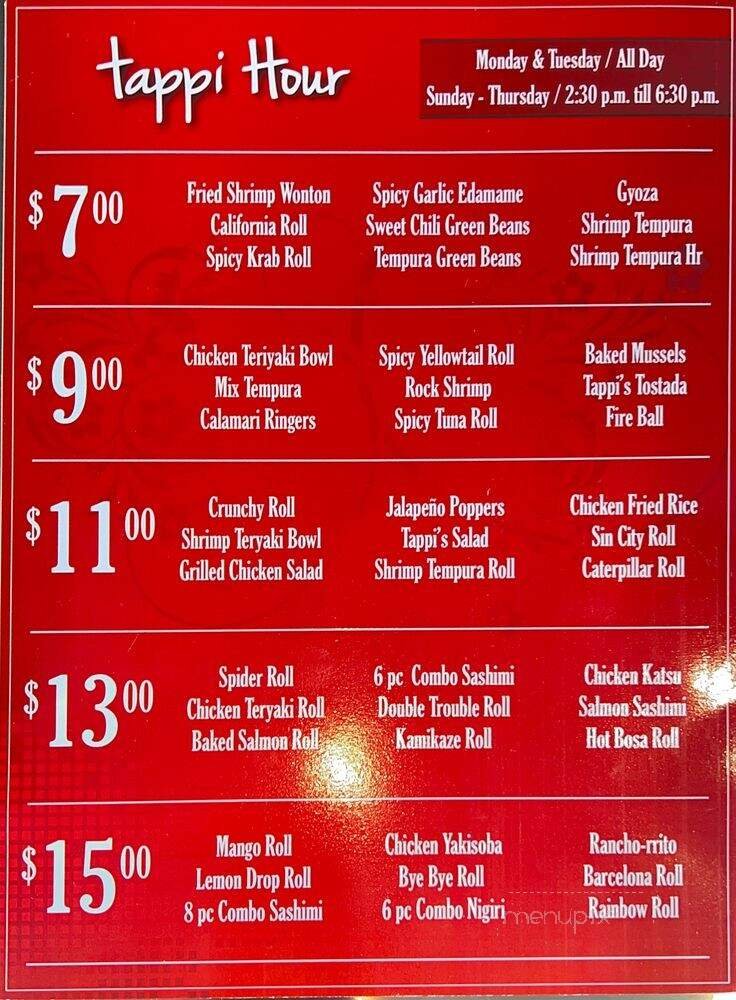 tappi Hour
Monday & Tuesday / All Day
Sunday - Thursday / 2:30 p.m. till 6:30 p.m.
$ 7 00
Fried Shrimp Wonton
California Roll
Spicy Krab Roll
Spicy Garlic Edamame
Sweet Chili Green Beans
Tempura Green Beans
Gyoza
Shrimp Tempura
Shrimp Tempura Hr
$ 9 00
Chicken Teriyaki Bowl
Mix Tempura
Calamari Ringers
Spicy Yellowtail Roll
Rock Shrimp
Spicy Tuna Roll
Baked Mussels
Tappi's Tostada
Fire Ball
$ 11 00
Crunchy Roll
Shrimp Teryaki Bowl
Grilled Chicken Salad
Jalapeño Poppers
Tappi's Salad
Shrimp Tempura Roll
Chicken Fried Rice
Sin City Roll
Caterpillar Roll
$ 13 00
Spider Roll
Chicken Teryaki Roll
Baked Salmon Roll
6 pc Combo Sashimi
Double Trouble Roll
Kamikaze Roll
Chicken Katsu
Salmon Sashimi
Hot Bosa Roll
$ 15 00
Mango Roll
Lemon Drop Roll
8 pc Combo Sashimi
Chicken Yakisoba
Bye Bye Roll
6 pc Combo Nigiri
Rancho-rrito
Barcelona Roll
Rainbow Roll
menupix